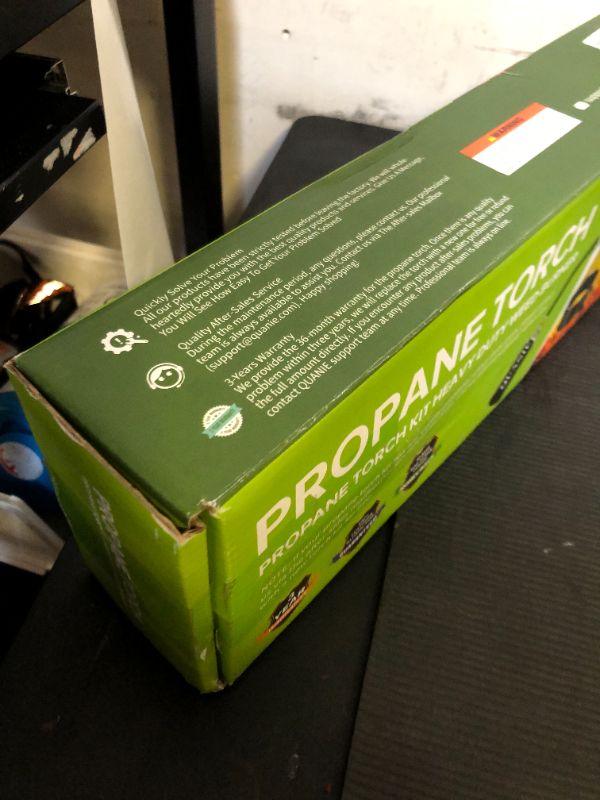 Quickly Solve Your Problem
All our products have been strictly tested before leaving the factory. We will whole
heartedly provide you with the best quality products and services. Give Us a Message,
You Will See How Easy To Get Your Problem Solved
Quality After-Sales Service
During the maintenance period, any questions, please contact us. Our professional
team is always available to assist you. Contact us via The After-sales Mailbox
(support@quanie.com). Happy shopping!
3-Years Warranty
We Provide the 36 month warranty for the propane torch. Once there is any quality
problem within three years, we will replace the torch with a new one for free or refund
the full amount directly. If you encounter any product after-sales problems, you can
contact QUANIE support team at any time. Professional team is always on line.
WARNING
PROPANE TORCH
PROPANE TORCH KIT HEAVY DUTY WEED BURNER
3
YEAR